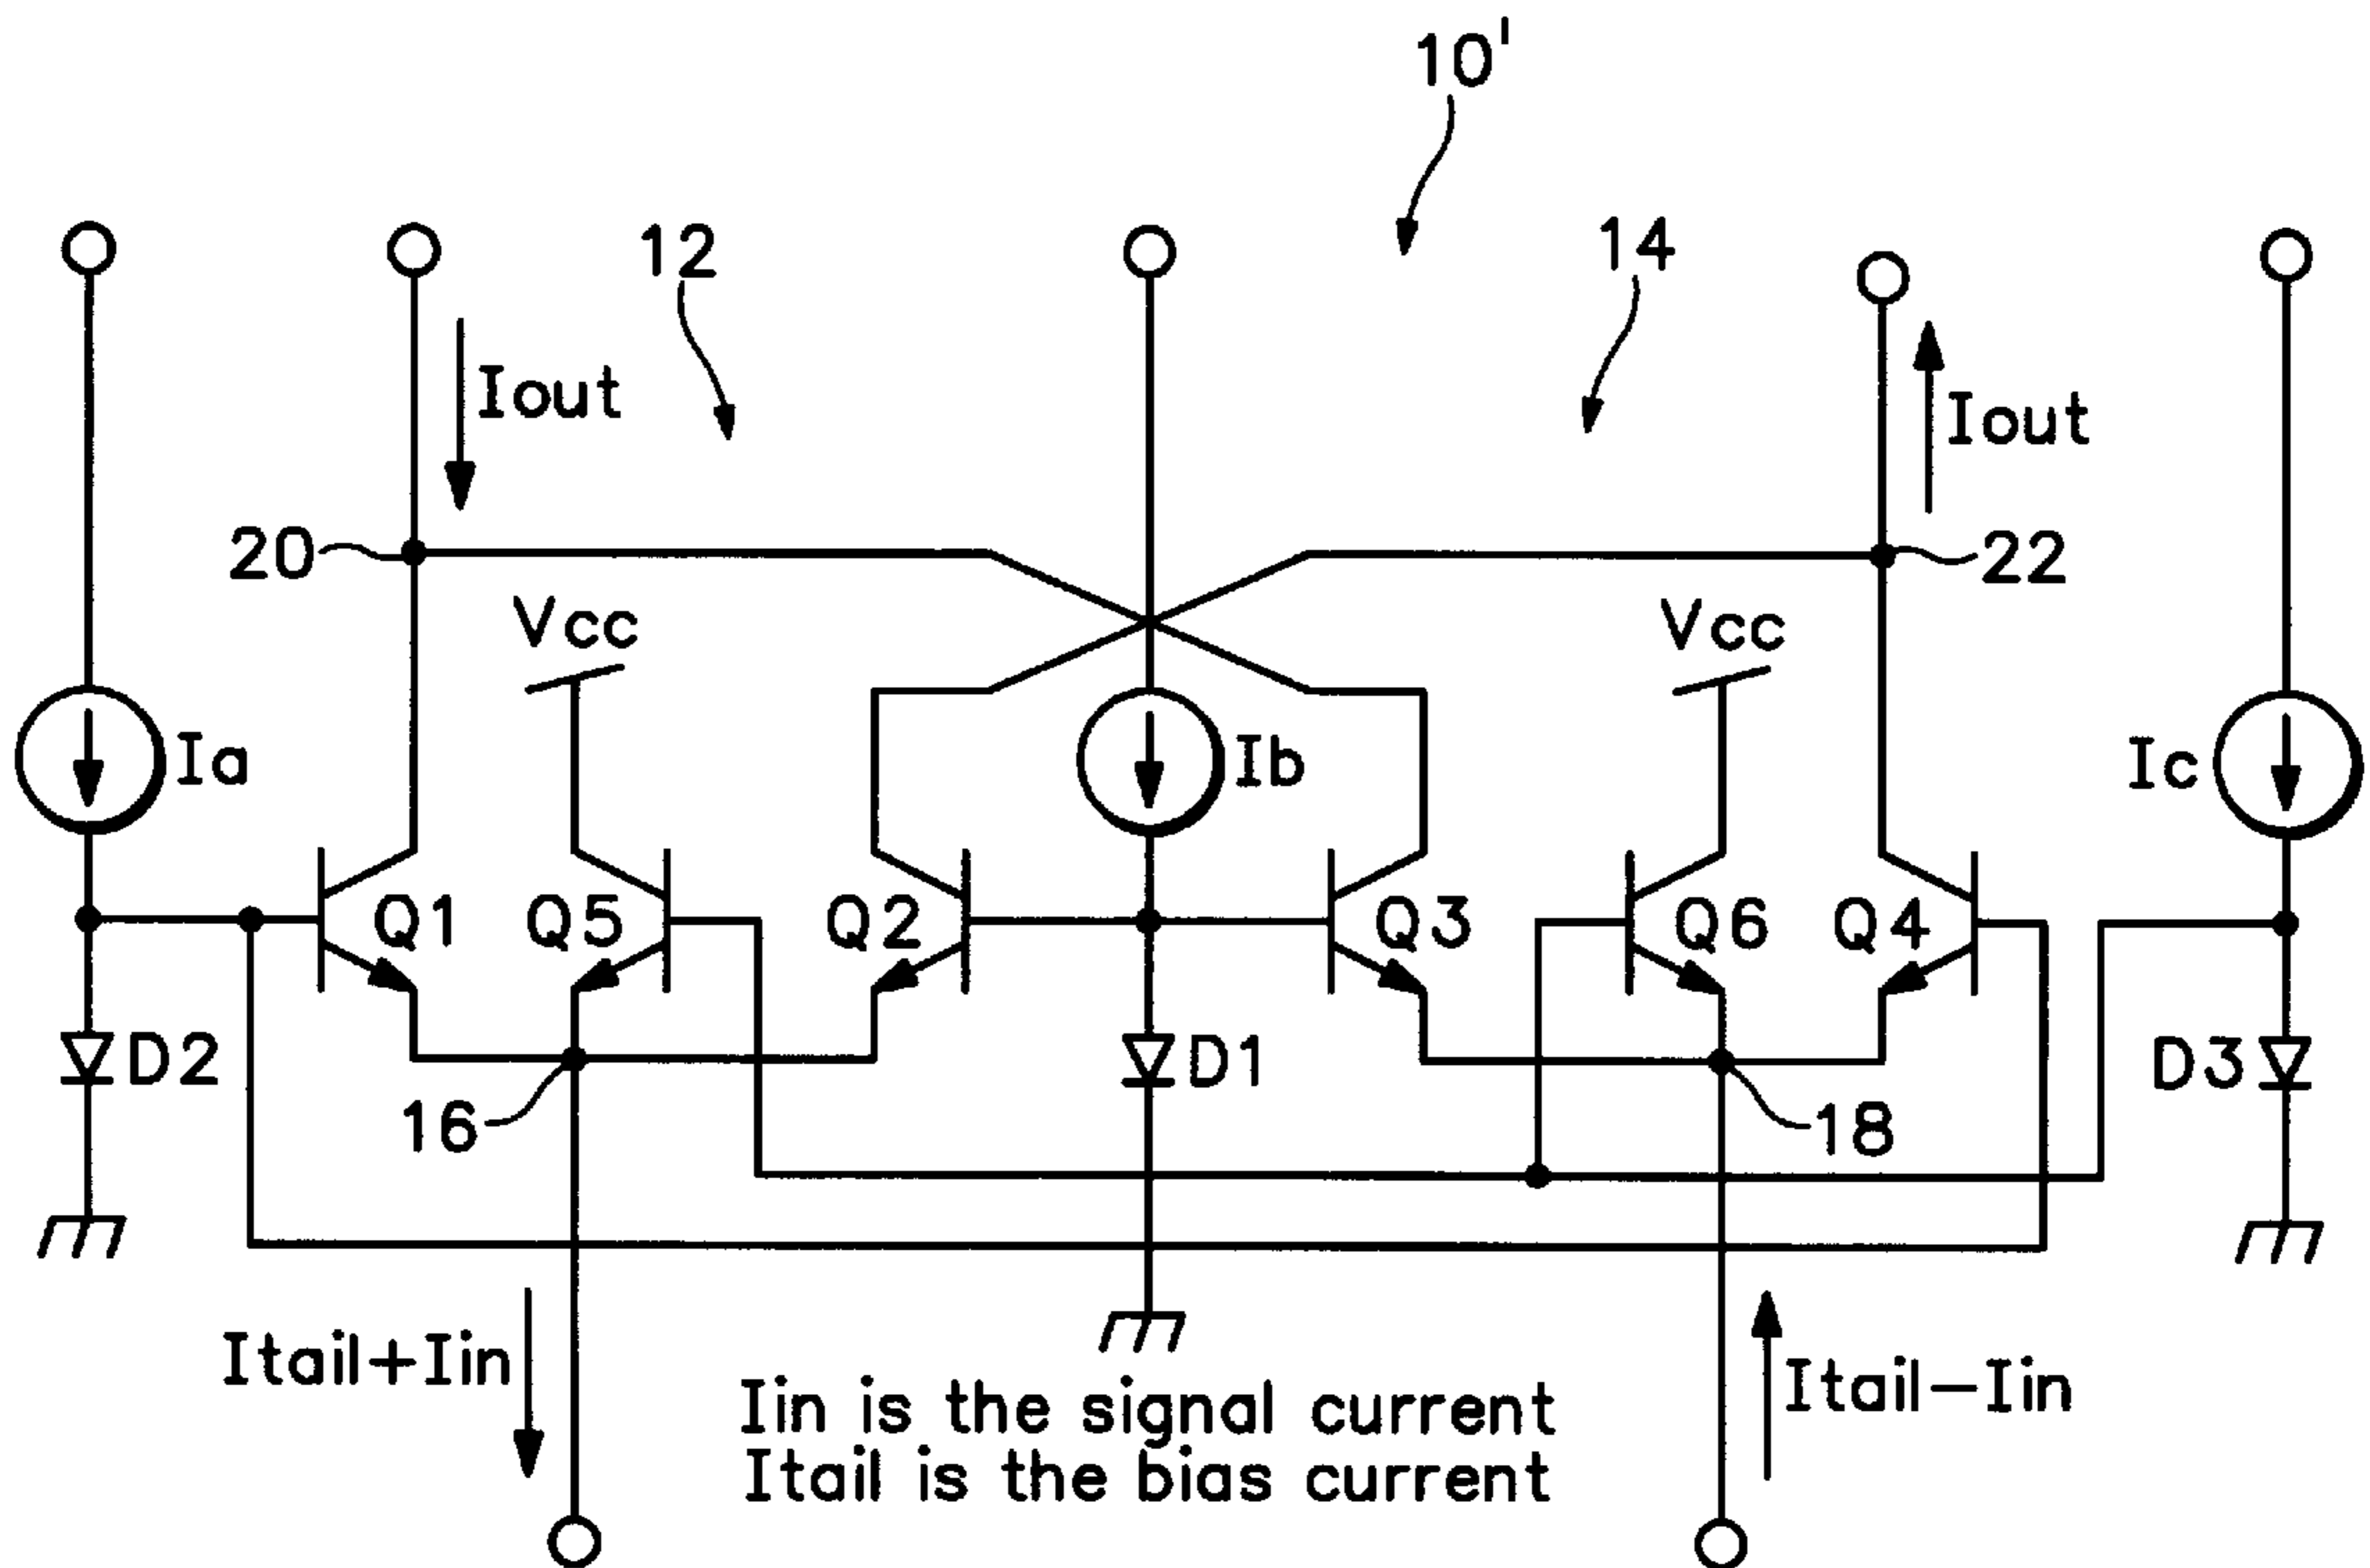 10'
12
14
Iout
Iout
20
22
Vcc
Vcc
Ia
Ib
Ic
Q1
Q5
Q2
Q3
Q6
Q4
D2
D1
D3
16
18
Itail+Iin
Itail−Iin
Iin is the signal current
Itail is the bias current